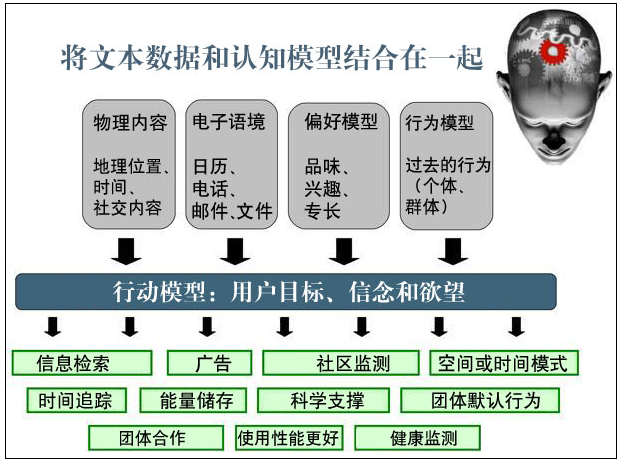 将文本数据和认知模型结合在一起
物理内容
地理位置、
时间、
社交内容
电子语境
日历、
电话、
邮件、文件
偏好模型
品味、
兴趣、
专长
行为模型
过去的行为
（个体、
群体）
行动模型：用户目标、信念和欲望
信息检索
广告
社区监测
空间或时间模式
时间追踪
能量储存
科学支撑
团体默认行为
团体合作
使用性能更好
健康监测